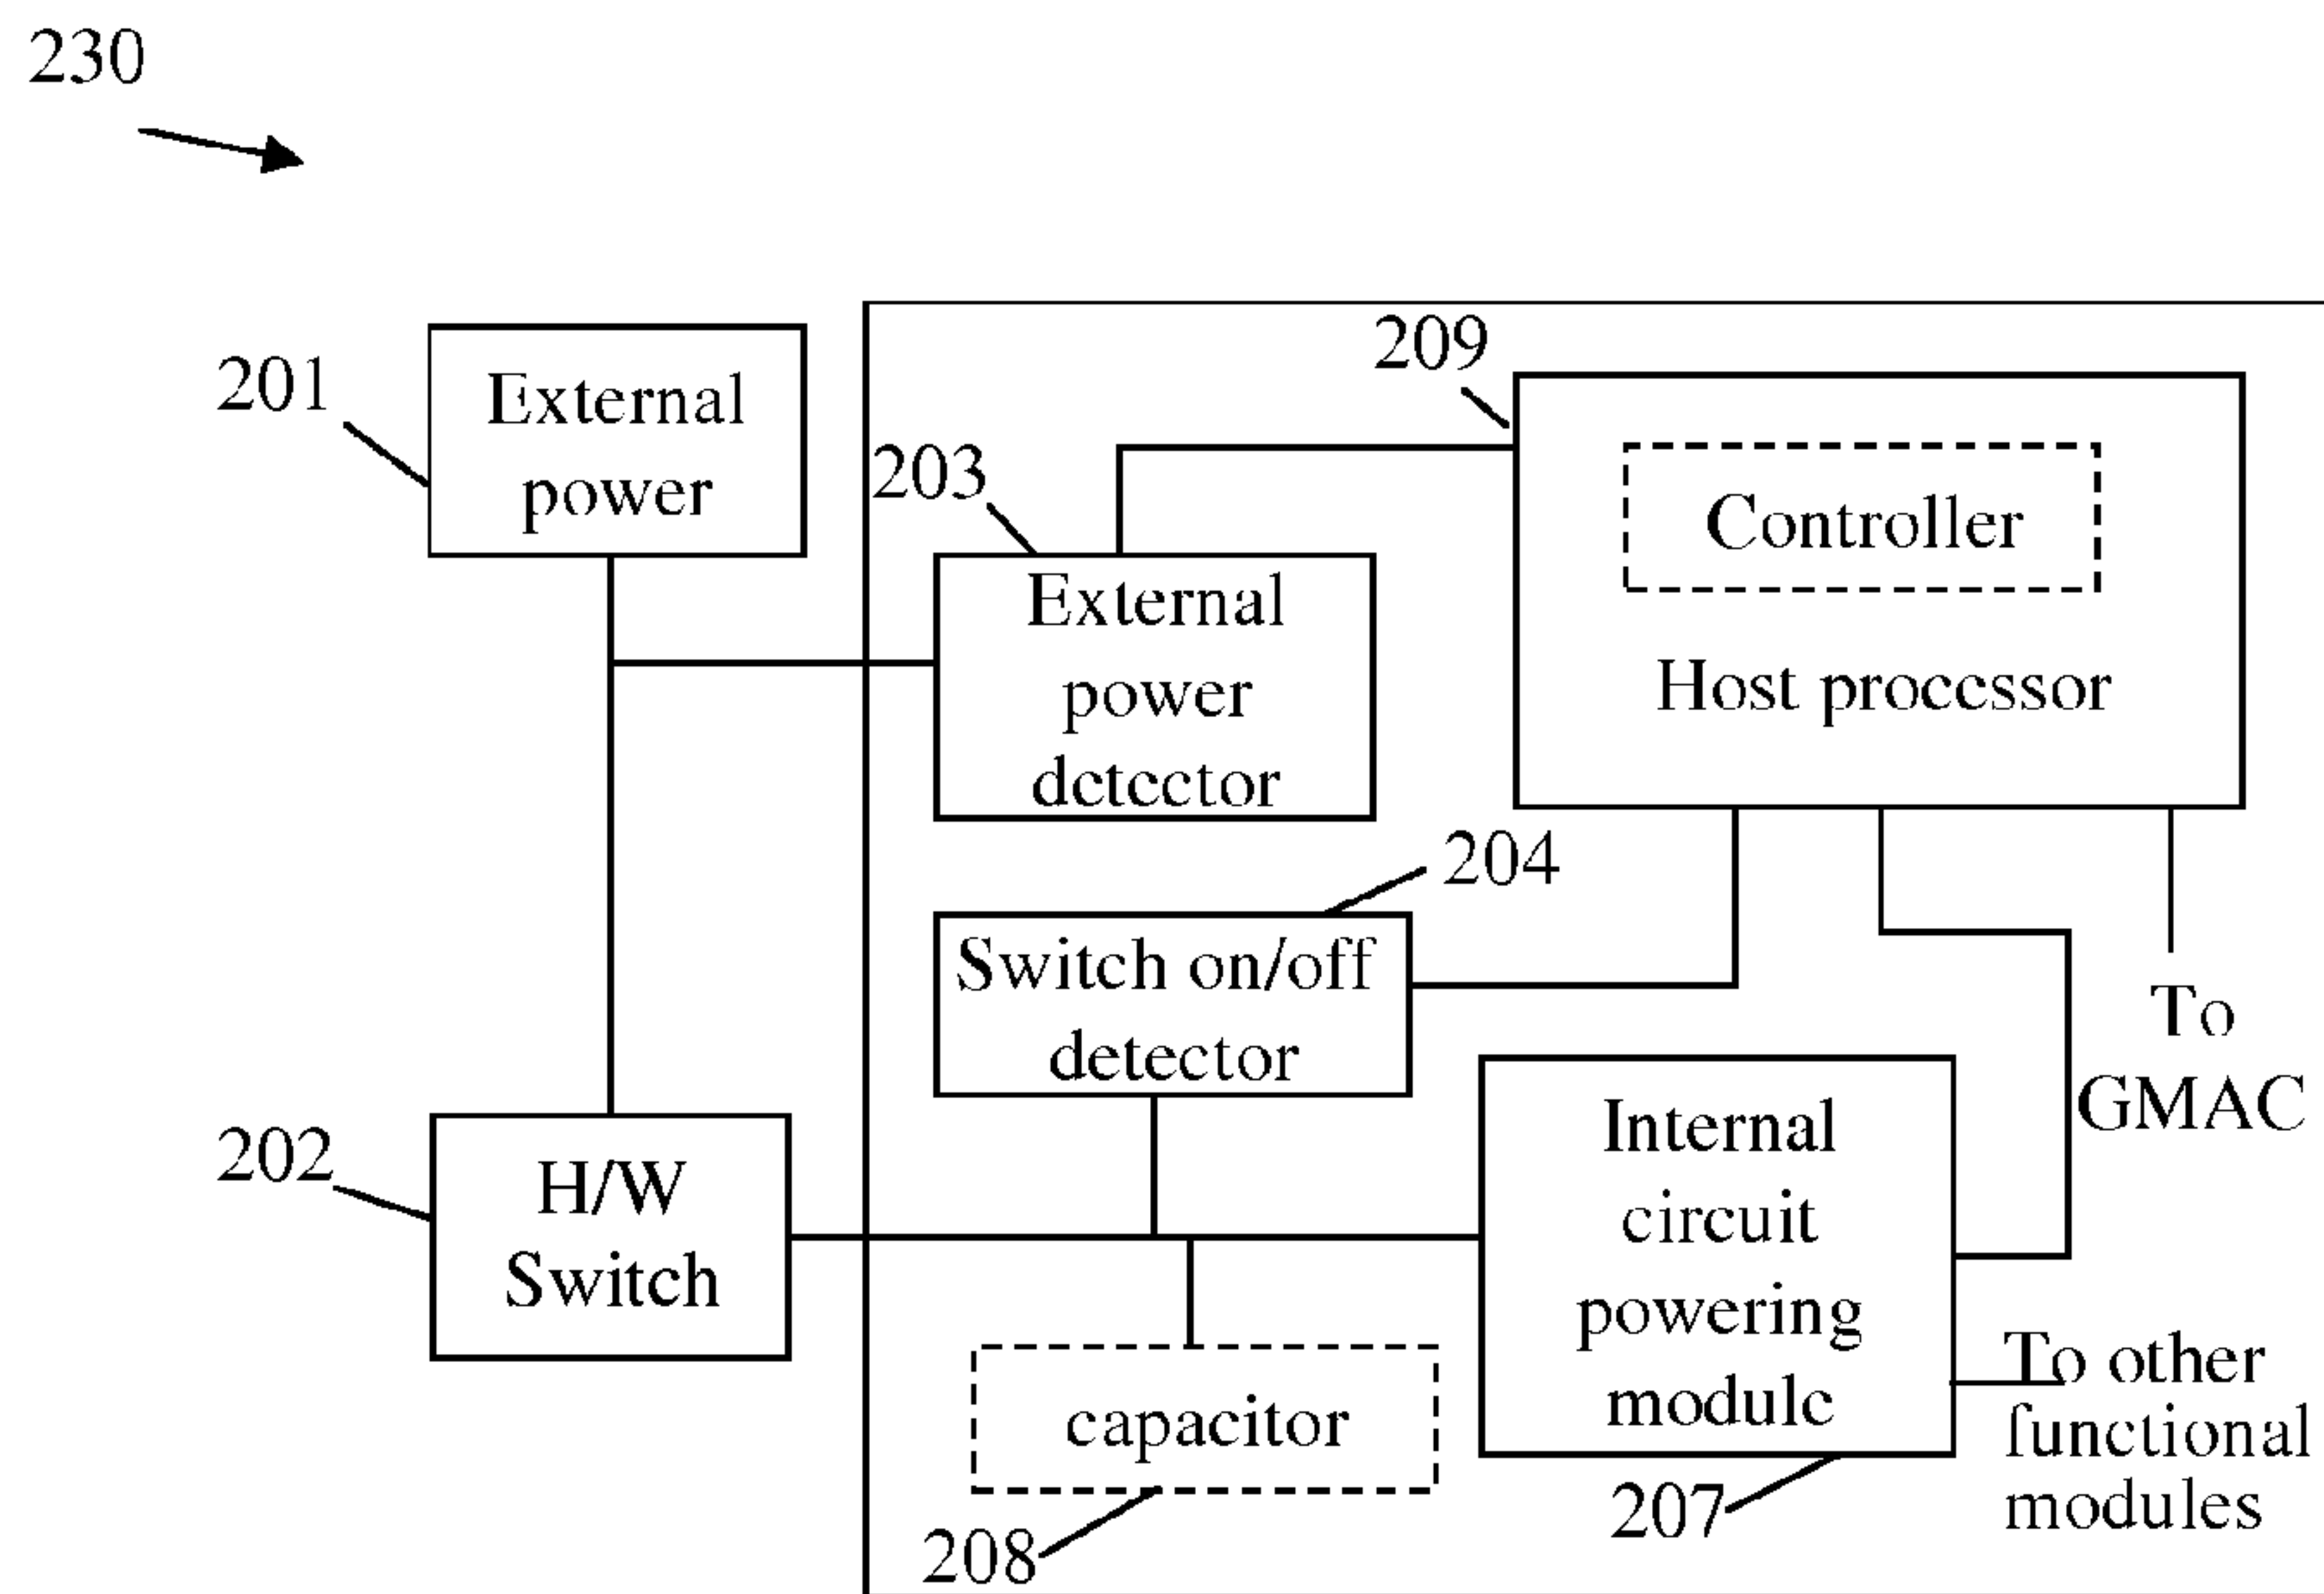 230
201
External
power
209
Controller
Host processor
203
External
power
detector
204
Switch on/off
detector
To
GMAC
202
H/W
Switch
Internal
circuit
powering
module
capacitor
To other
functional
modules
207
208